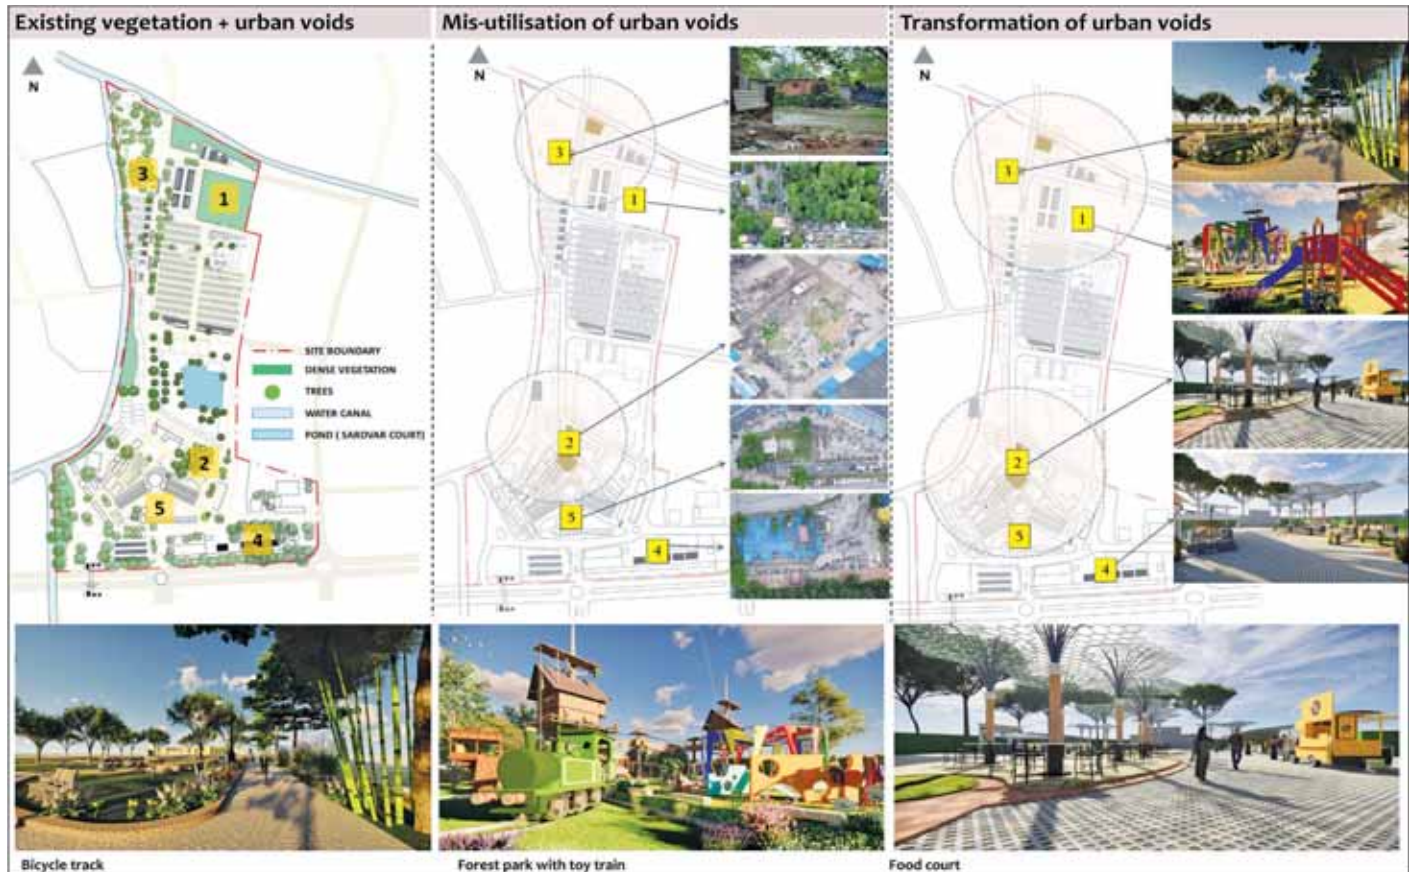 Existing vegetation + urban voids
Mis-utilisation of urban voids
Transformation of urban voids
N
3
1
2
5
4
SITE BOUNDARY
DENSE VEGETATION
TREES
WATER CANAL
POND ( SAROVAR COURT)
N
3
1
2
5
4
N
3
1
2
5
4
Bicycle track
Forest park with toy train
Food court